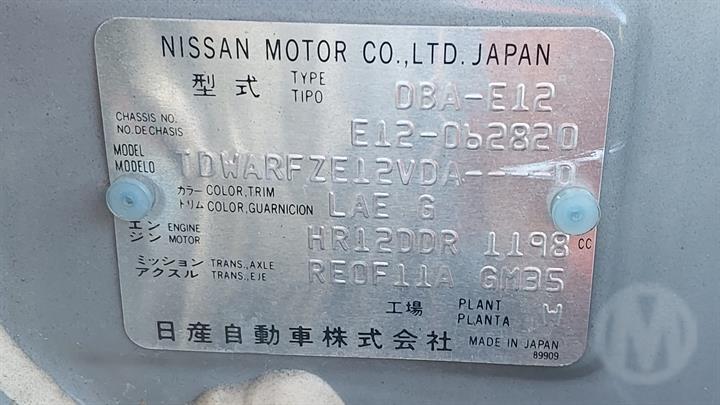 NISSAN MOTOR CO.,LTD. JAPAN
型式 TYPE TIPO DBA-E12
CHASSIS NO. NO.DECHASIS E12-062820
MODEL MODELO TDWARFZE12VDA----D
カラー COLOR,TRIM トリム COLOR,GUARNICION LAE G
エンジン ENGINE MOTOR HR12DDR 1198 CC
ミッション TRANS.,AXLE アクスル TRANS.,EJE RE0F11A GM35
工場 PLANT PLANTA W
日産自動車株式会社 MADE IN JAPAN
89909
M